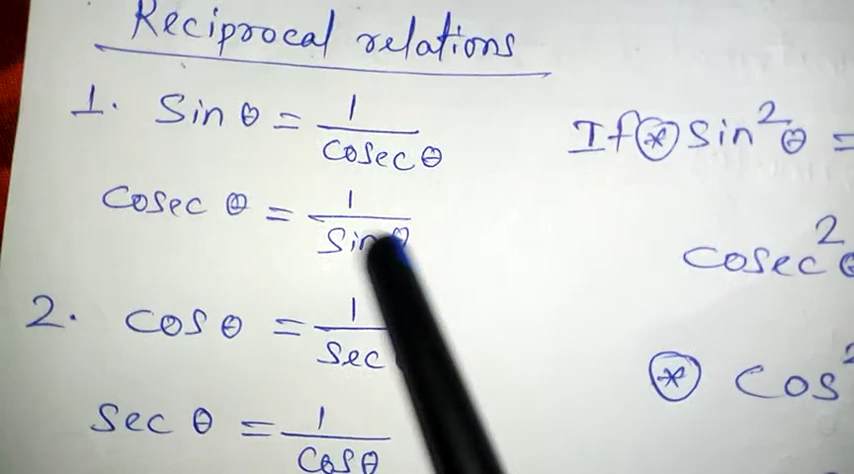 Reciprocal relations
1. Sin θ = 1/cosec θ
cosec θ = 1/Sin θ
2. cos θ = 1/sec
sec θ = 1/cos θ
If ⊛ sin²θ =
cosec² θ
⊛ cos²